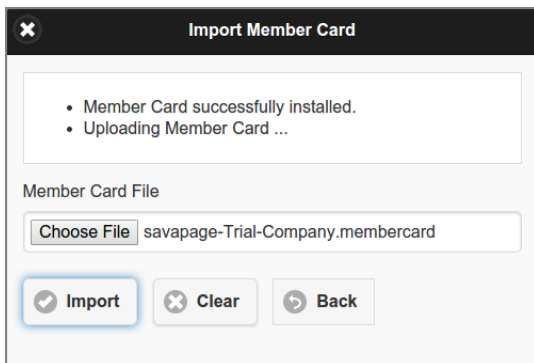 Import Member Card
Member Card successfully installed.
Uploading Member Card ...
Member Card File
Choose File savapage-Trial-Company.membercard
Import Clear Back